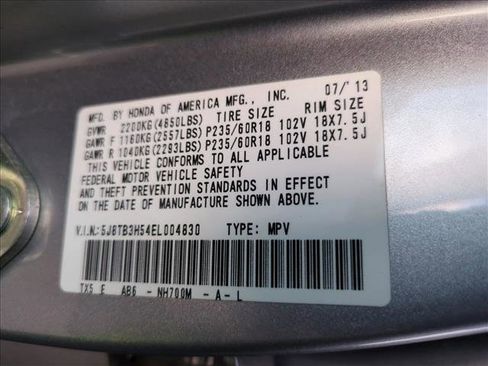 MFD. BY HONDA OF AMERICA MFG., INC. 07/'13
GVWR 2200KG(4850LBS) TIRE SIZE RIM SIZE
GAWR F 1160KG(2557LBS) P235/60R18 102V 18X7.5J
GAWR R 1040KG(2293LBS) P235/60R18 102V 18X7.5J
THIS VEHICLE CONFORMS TO ALL APPLICABLE
FEDERAL MOTOR VEHICLE SAFETY
AND THEFT PREVENTION STANDARDS IN EFFECT
ON THE DATE OF MANUFACTURE SHOWN ABOVE.
V.I.N.:5J8TB3H54EL004830 TYPE: MPV
TX5 E AB6 - NH700M - A - L